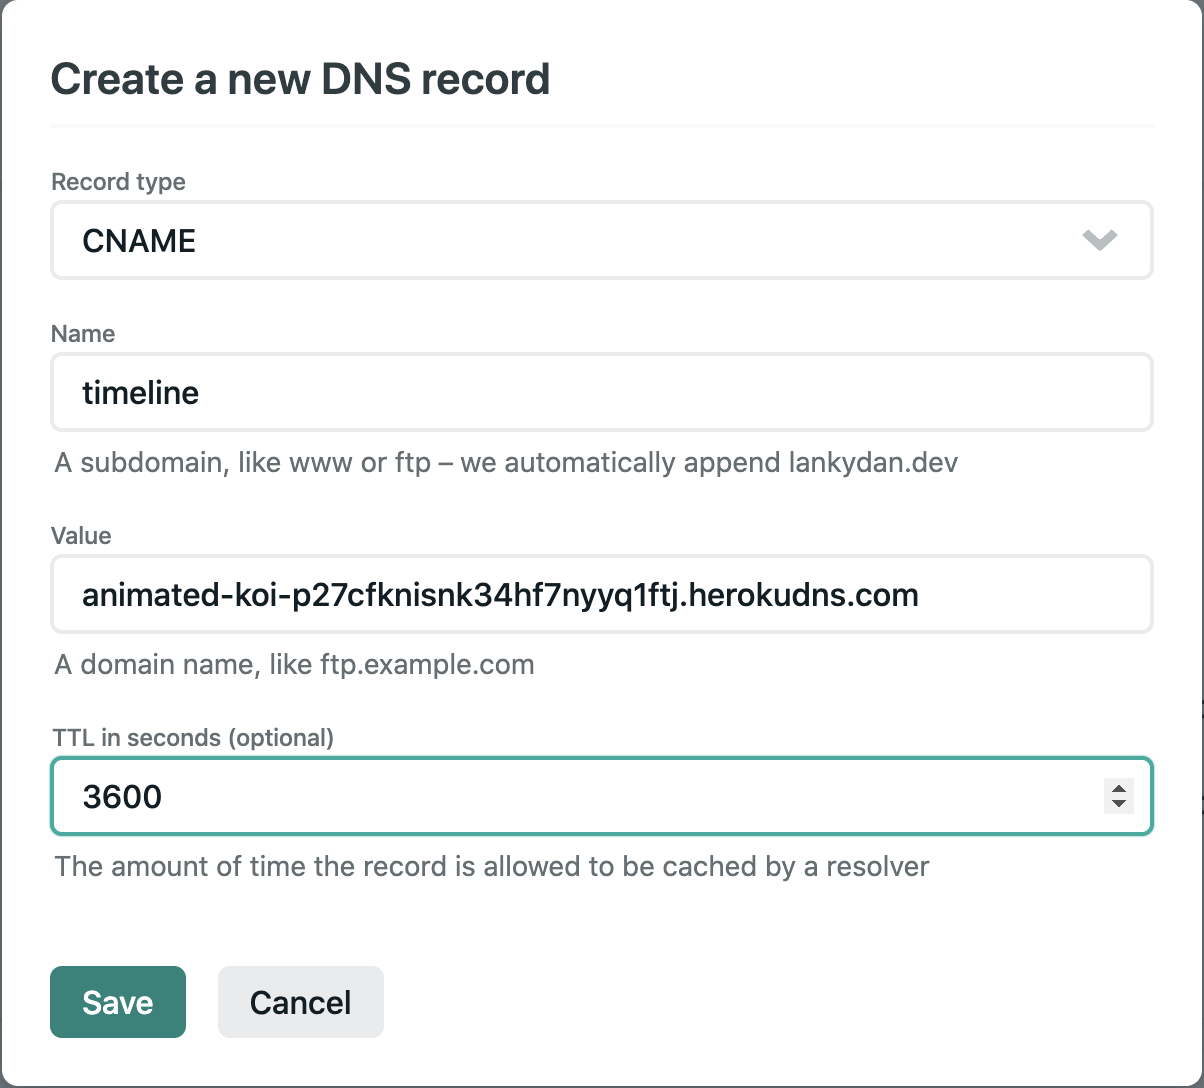 Create a new DNS record
Record type
CNAME
Name
timeline
A subdomain, like www or ftp – we automatically append lankydan.dev
Value
animated-koi-p27cfknisnk34hf7nyyq1ftj.herokudns.com
A domain name, like ftp.example.com
TTL in seconds (optional)
3600
The amount of time the record is allowed to be cached by a resolver
Save Cancel